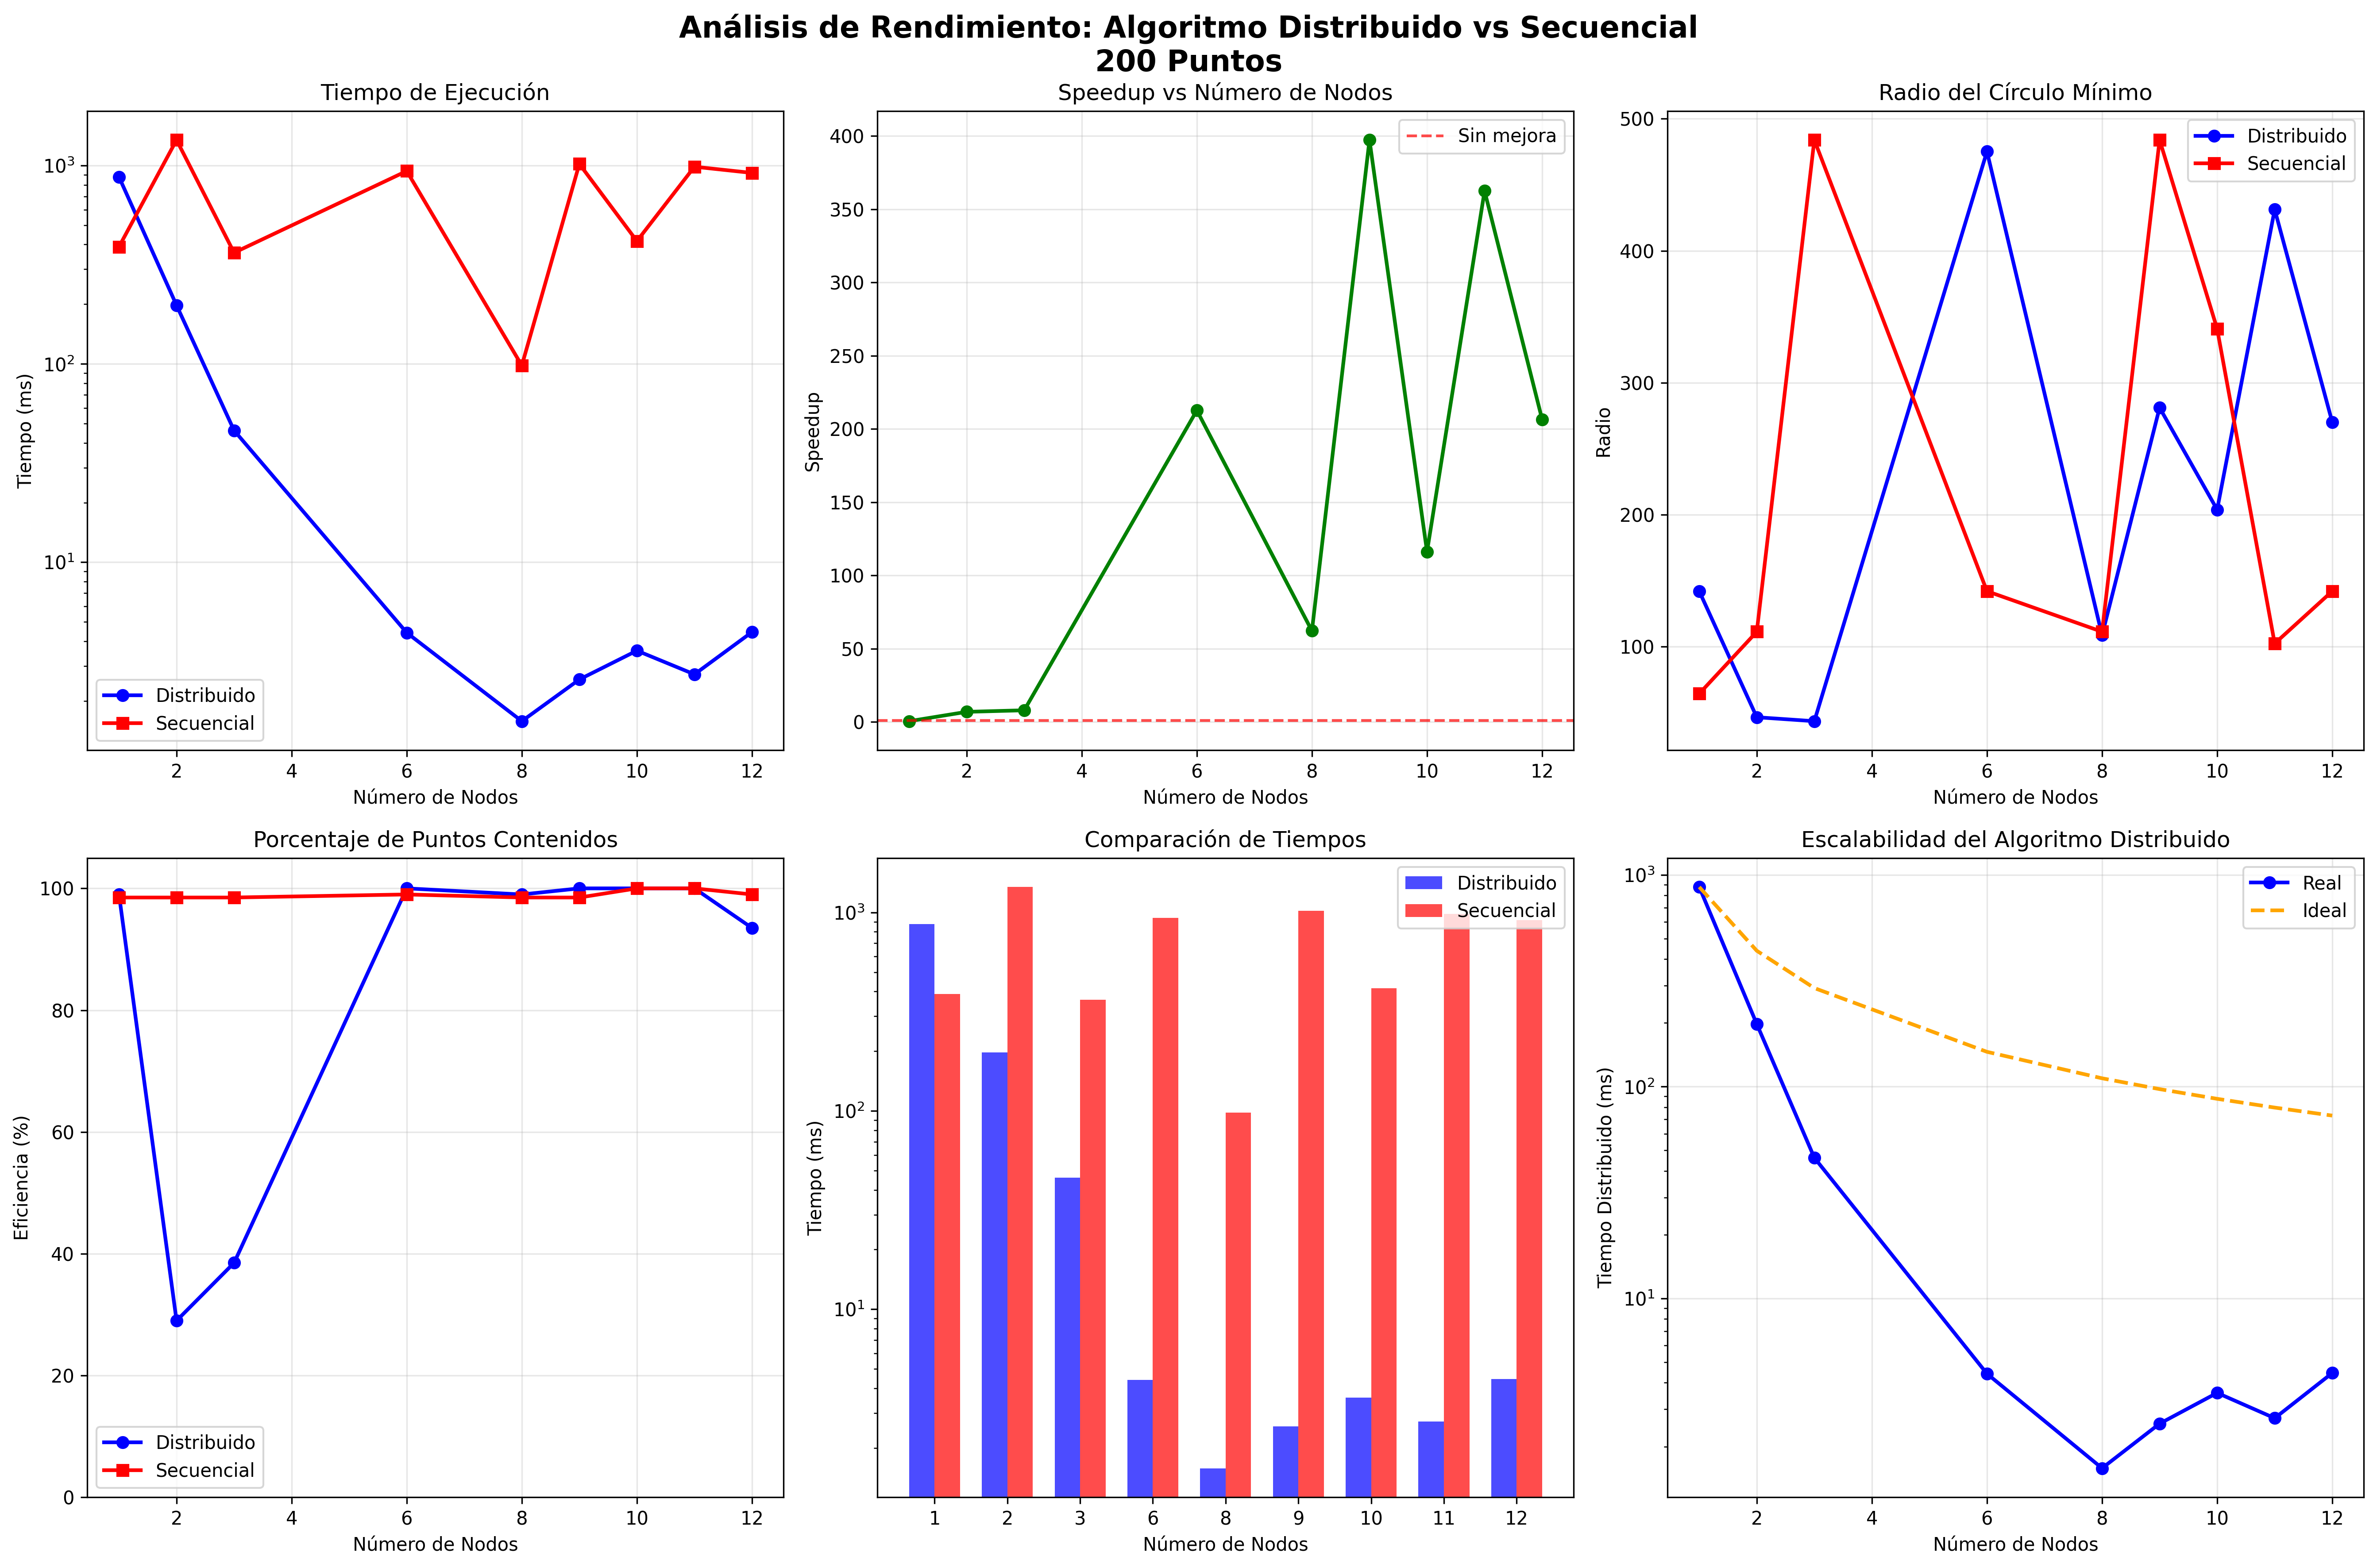 Análisis de Rendimiento: Algoritmo Distribuido vs Secuencial
200 Puntos
Tiempo de Ejecución
10³
10²
10¹
Tiempo (ms)
Distribuido
Secuencial
2 4 6 8 10 12
Número de Nodos
Speedup vs Número de Nodos
Sin mejora
400
350
300
250
200
150
100
50
0
Speedup
2 4 6 8 10 12
Número de Nodos
Radio del Círculo Mínimo
Distribuido
Secuencial
500
400
300
200
100
Radio
2 4 6 8 10 12
Número de Nodos
Porcentaje de Puntos Contenidos
100
80
60
40
20
0
Eficiencia (%)
Distribuido
Secuencial
2 4 6 8 10 12
Número de Nodos
Comparación de Tiempos
Distribuido
Secuencial
10³
10²
10¹
Tiempo (ms)
1 2 3 6 8 9 10 11 12
Número de Nodos
Escalabilidad del Algoritmo Distribuido
Real
Ideal
10³
10²
10¹
Tiempo Distribuido (ms)
2 4 6 8 10 12
Número de Nodos